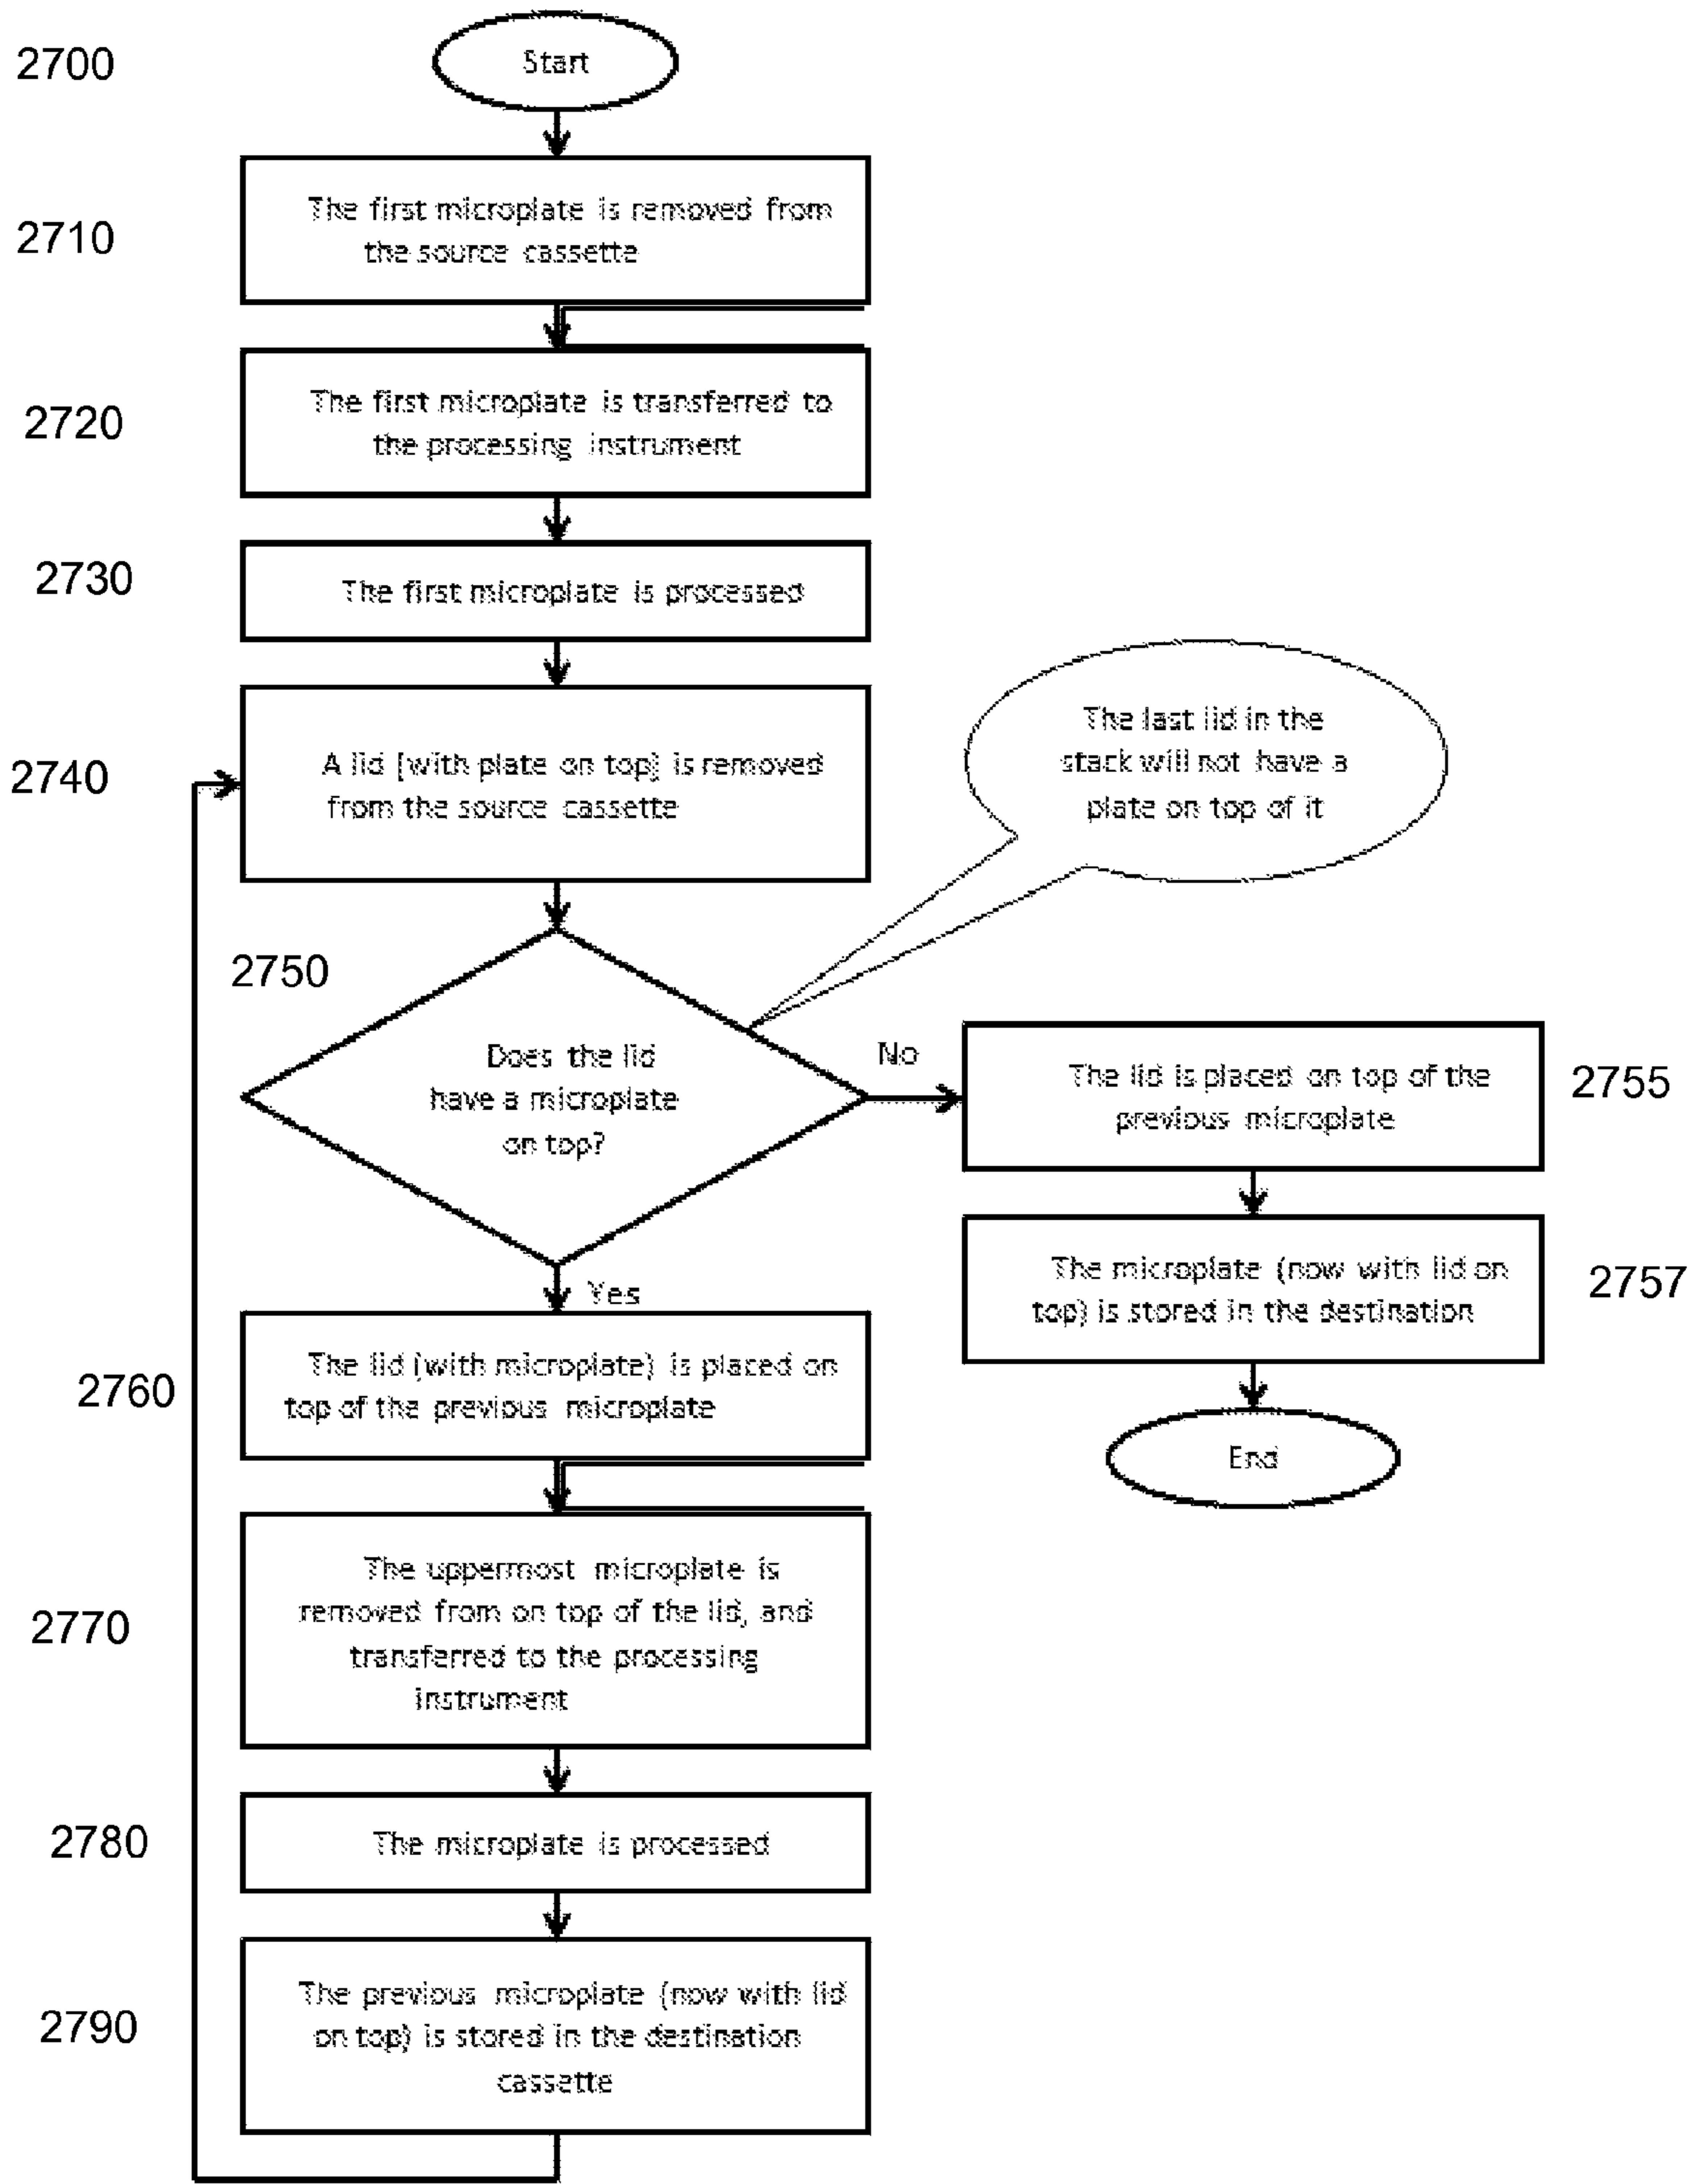 2700
Start
2710
The first microplate is removed from
the source cassette
2720
The first microplate is transferred to
the processing instrument
2730
The first microplate is processed
2740
A lid [with plate on top] is removed
from the source cassette
The last lid in the
stack will not have a
plate on top of it
2750
Does the lid
have a microplate
on top?
No
The lid is placed on top of the
previous microplate
2755
The microplate (now with lid on
top) is stored in the destination
2757
End
Yes
2760
The lid (with microplate) is placed on
top of the previous microplate
2770
The uppermost microplate is
removed from on top of the lid, and
transferred to the processing
instrument
2780
The microplate is processed
2790
The previous microplate (now with lid
on top) is stored in the destination
cassette